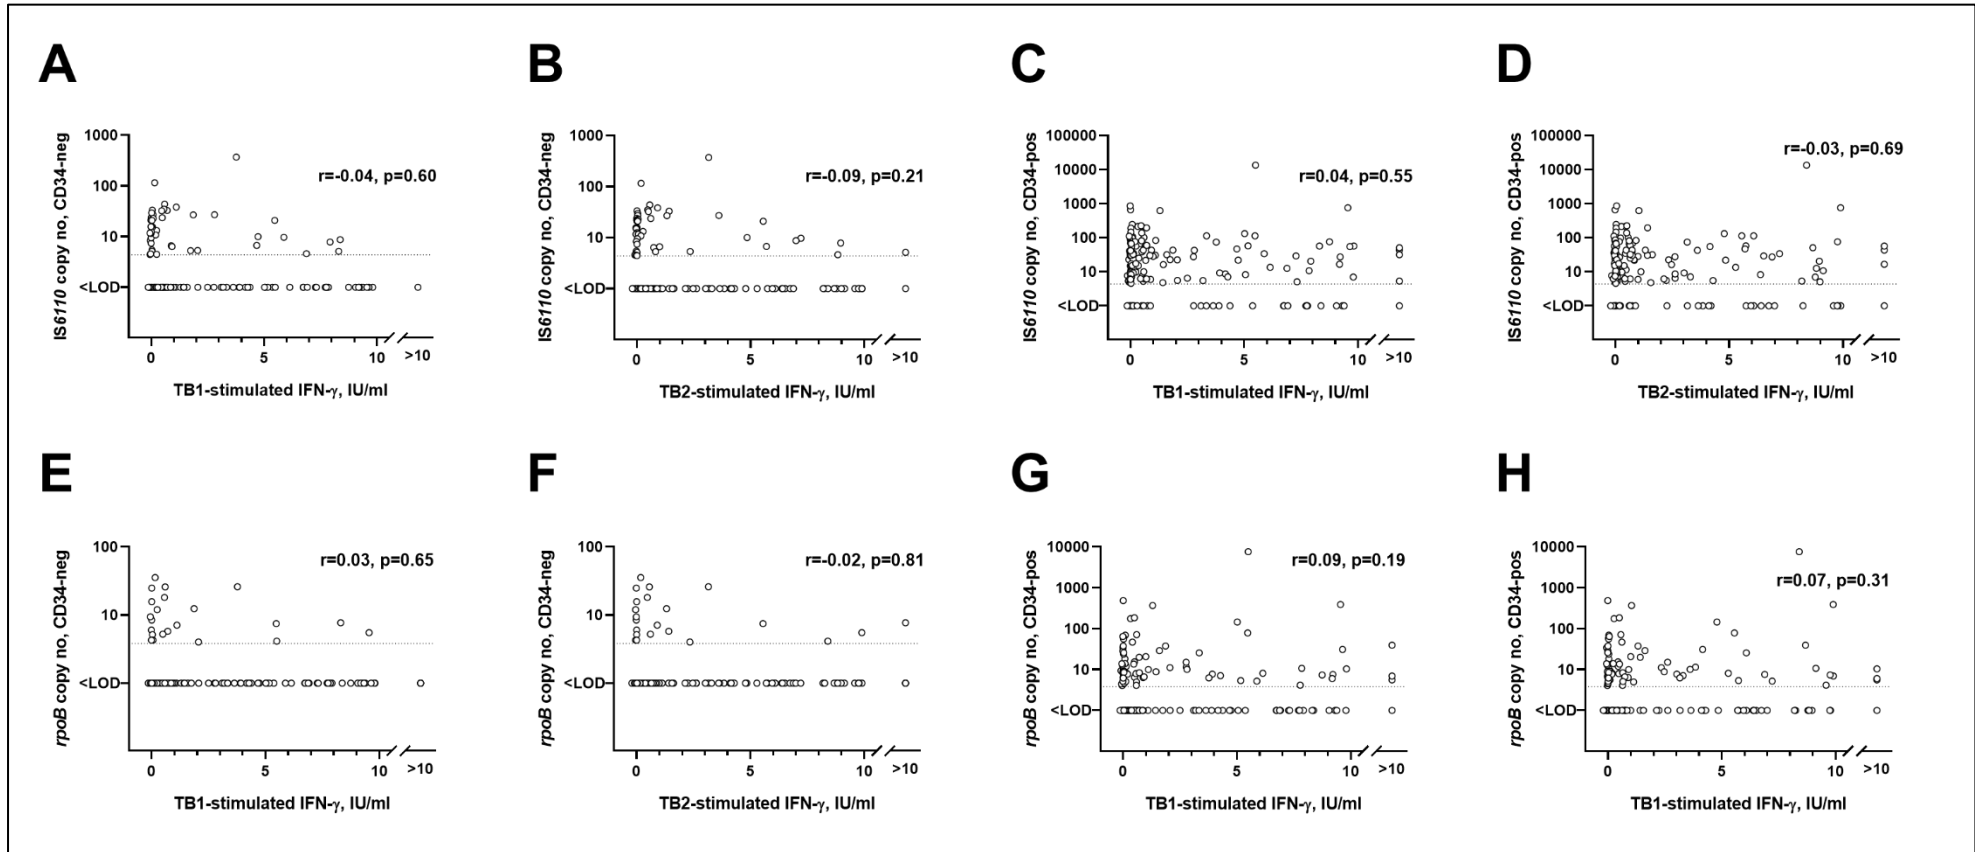 A
IS6110 copy no, CD34-neg
1000
100
10
<LOD
r=-0.04, p=0.60
0 5 10 >10
TB1-stimulated IFN-γ, IU/ml
B
IS6110 copy no, CD34-neg
1000
100
10
<LOD
r=-0.09, p=0.21
0 5 10 >10
TB2-stimulated IFN-γ, IU/ml
C
IS6110 copy no, CD34-pos
100000
10000
1000
100
10
<LOD
r=0.04, p=0.55
0 5 10 >10
TB1-stimulated IFN-γ, IU/ml
D
IS6110 copy no, CD34-pos
100000
10000
1000
100
10
<LOD
r=-0.03, p=0.69
0 5 10 >10
TB2-stimulated IFN-γ, IU/ml
E
rpoB copy no, CD34-neg
100
10
<LOD
r=0.03, p=0.65
0 5 10 >10
TB1-stimulated IFN-γ, IU/ml
F
rpoB copy no, CD34-neg
100
10
<LOD
r=-0.02, p=0.81
0 5 10 >10
TB2-stimulated IFN-γ, IU/ml
G
rpoB copy no, CD34-pos
10000
1000
100
10
<LOD
r=0.09, p=0.19
0 5 10 >10
TB1-stimulated IFN-γ, IU/ml
H
rpoB copy no, CD34-pos
10000
1000
100
10
<LOD
r=0.07, p=0.31
0 5 10 >10
TB1-stimulated IFN-γ, IU/ml